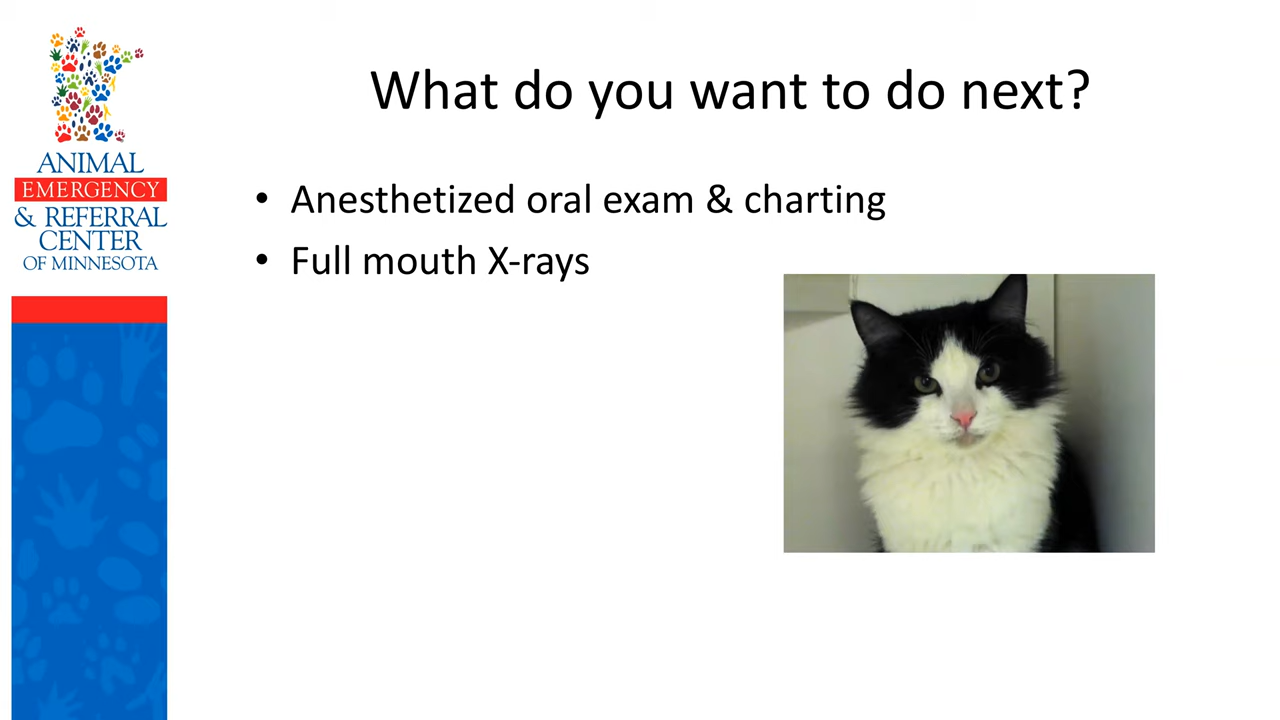 What do you want to do next?
• Anesthetized oral exam & charting
• Full mouth X-rays
ANIMAL
EMERGENCY
& REFERRAL
CENTER
OF MINNESOTA